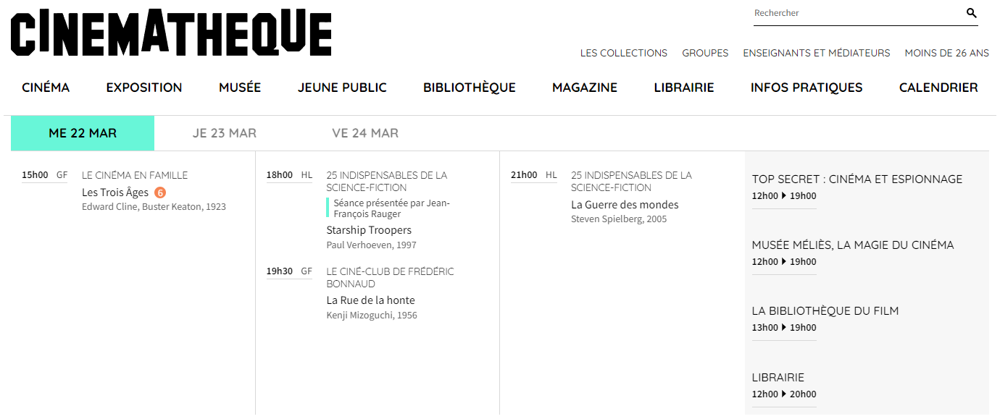 CINEMATHEQUE
Rechercher
LES COLLECTIONS GROUPES ENSEIGNANTS ET MÉDIATEURS MOINS DE 26 ANS
CINÉMA EXPOSITION MUSÉE JEUNE PUBLIC BIBLIOTHÈQUE MAGAZINE LIBRAIRIE INFOS PRATIQUES CALENDRIER
ME 22 MAR JE 23 MAR VE 24 MAR
15h00 GF LE CINÉMA EN FAMILLE
Les Trois Âges 6
Edward Cline, Buster Keaton, 1923
18h00 HL 25 INDISPENSABLES DE LA
SCIENCE-FICTION
Séance présentée par Jean-
François Rauger
Starship Troopers
Paul Verhoeven, 1997
19h30 GF LE CINÉ-CLUB DE FRÉDÉRIC
BONNAUD
La Rue de la honte
Kenji Mizoguchi, 1956
21h00 HL 25 INDISPENSABLES DE LA
SCIENCE-FICTION
La Guerre des mondes
Steven Spielberg, 2005
TOP SECRET : CINÉMA ET ESPIONNAGE
12h00 19h00
MUSÉE MÉLIÈS, LA MAGIE DU CINÉMA
12h00 19h00
LA BIBLIOTHÈQUE DU FILM
13h00 19h00
LIBRAIRIE
12h00 20h00